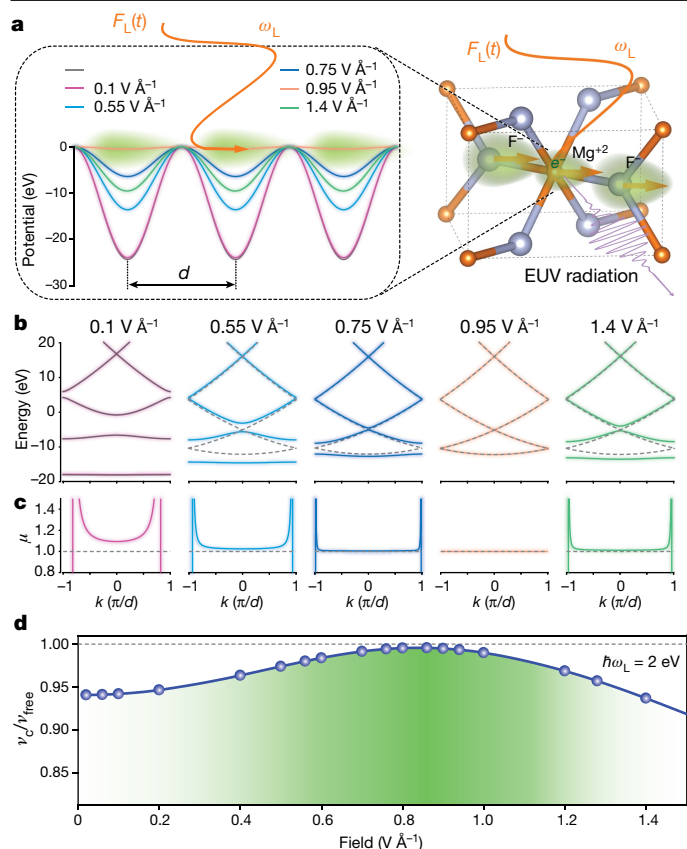 a
F_L(t)
ω_L
0.1 V Å⁻¹
0.55 V Å⁻¹
0.75 V Å⁻¹
0.95 V Å⁻¹
1.4 V Å⁻¹
Potential (eV)
0
−10
−20
−30
d
F_L(t)
ω_L
F⁻
e⁻
Mg⁺²
F⁻
EUV radiation
b
0.1 V Å⁻¹ 0.55 V Å⁻¹ 0.75 V Å⁻¹ 0.95 V Å⁻¹ 1.4 V Å⁻¹
Energy (eV)
20
10
0
−10
−20
c
μ
1.4
1.2
1.0
0.8
−1 0 1 −1 0 1 −1 0 1 −1 0 1 −1 0 1
k (π/d) k (π/d) k (π/d) k (π/d) k (π/d)
d
ν_c/ν_free
1.00
0.95
0.90
0.85
ħω_L = 2 eV
0 0.2 0.4 0.6 0.8 1.0 1.2 1.4
Field (V Å⁻¹)